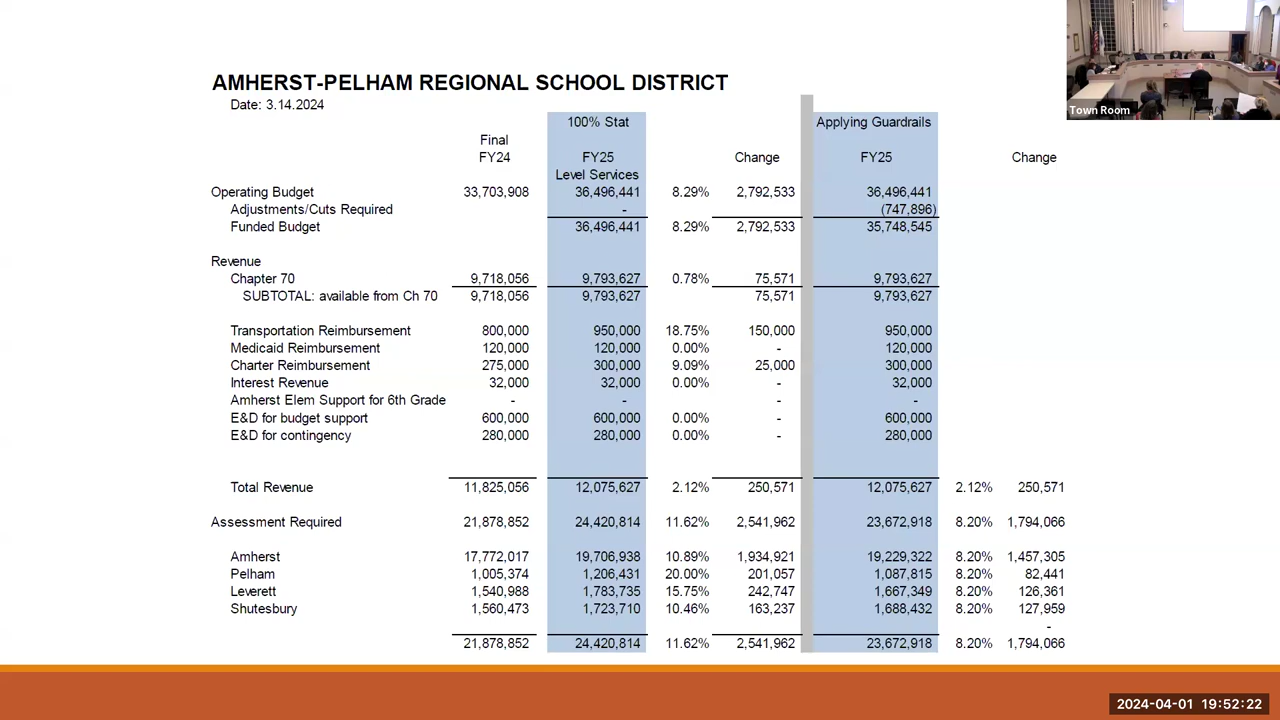 Town Room
AMHERST-PELHAM REGIONAL SCHOOL DISTRICT
Date: 3.14.2024
100% Stat Applying Guardrails
Final
FY24 FY25 Change FY25 Change
Level Services
Operating Budget 33,703,908 36,496,441 8.29% 2,792,533 36,496,441
Adjustments/Cuts Required - (747,896)
Funded Budget 36,496,441 8.29% 2,792,533 35,748,545
Revenue
Chapter 70 9,718,056 9,793,627 0.78% 75,571 9,793,627
SUBTOTAL: available from Ch 70 9,718,056 9,793,627 75,571 9,793,627
Transportation Reimbursement 800,000 950,000 18.75% 150,000 950,000
Medicaid Reimbursement 120,000 120,000 0.00% - 120,000
Charter Reimbursement 275,000 300,000 9.09% 25,000 300,000
Interest Revenue 32,000 32,000 0.00% - 32,000
Amherst Elem Support for 6th Grade - - - -
E&D for budget support 600,000 600,000 0.00% - 600,000
E&D for contingency 280,000 280,000 0.00% - 280,000
Total Revenue 11,825,056 12,075,627 2.12% 250,571 12,075,627 2.12% 250,571
Assessment Required 21,878,852 24,420,814 11.62% 2,541,962 23,672,918 8.20% 1,794,066
Amherst 17,772,017 19,706,938 10.89% 1,934,921 19,229,322 8.20% 1,457,305
Pelham 1,005,374 1,206,431 20.00% 201,057 1,087,815 8.20% 82,441
Leverett 1,540,988 1,783,735 15.75% 242,747 1,667,349 8.20% 126,361
Shutesbury 1,560,473 1,723,710 10.46% 163,237 1,688,432 8.20% 127,959
-
21,878,852 24,420,814 11.62% 2,541,962 23,672,918 8.20% 1,794,066
2024-04-01 19:52:22